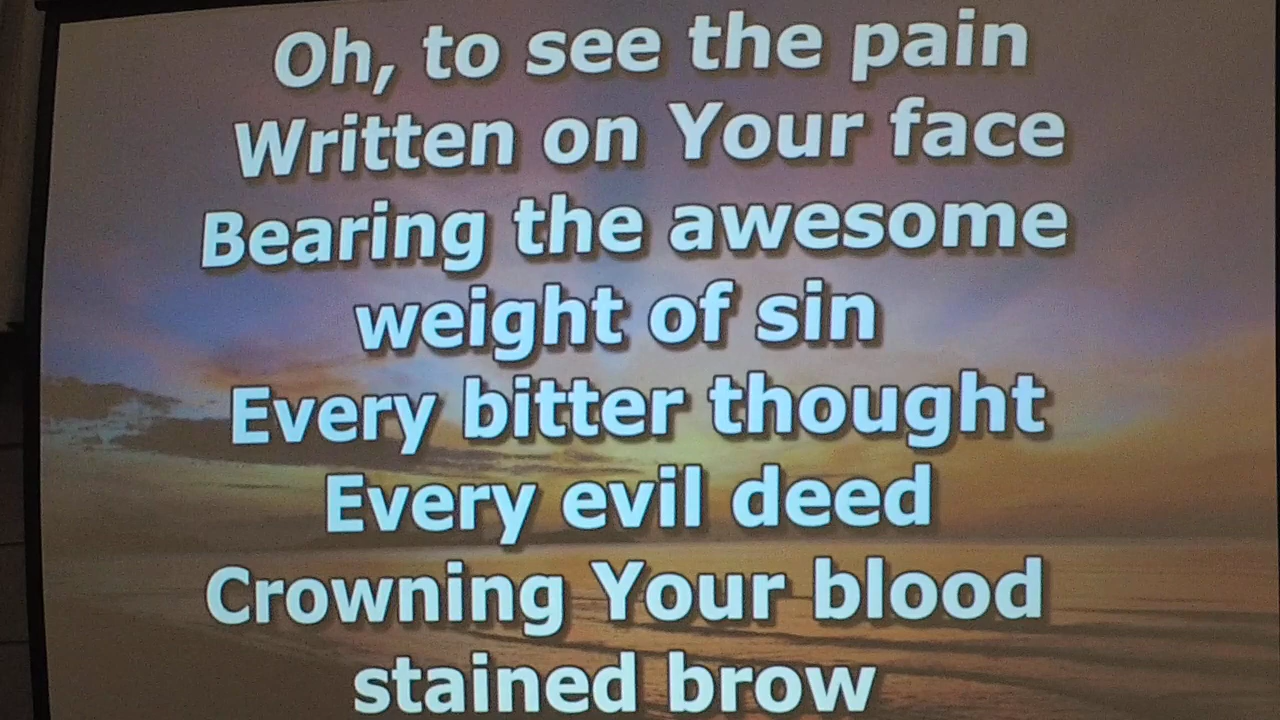 Oh, to see the pain
Written on Your face
Bearing the awesome
weight of sin
Every bitter thought
Every evil deed
Crowning Your blood
stained brow